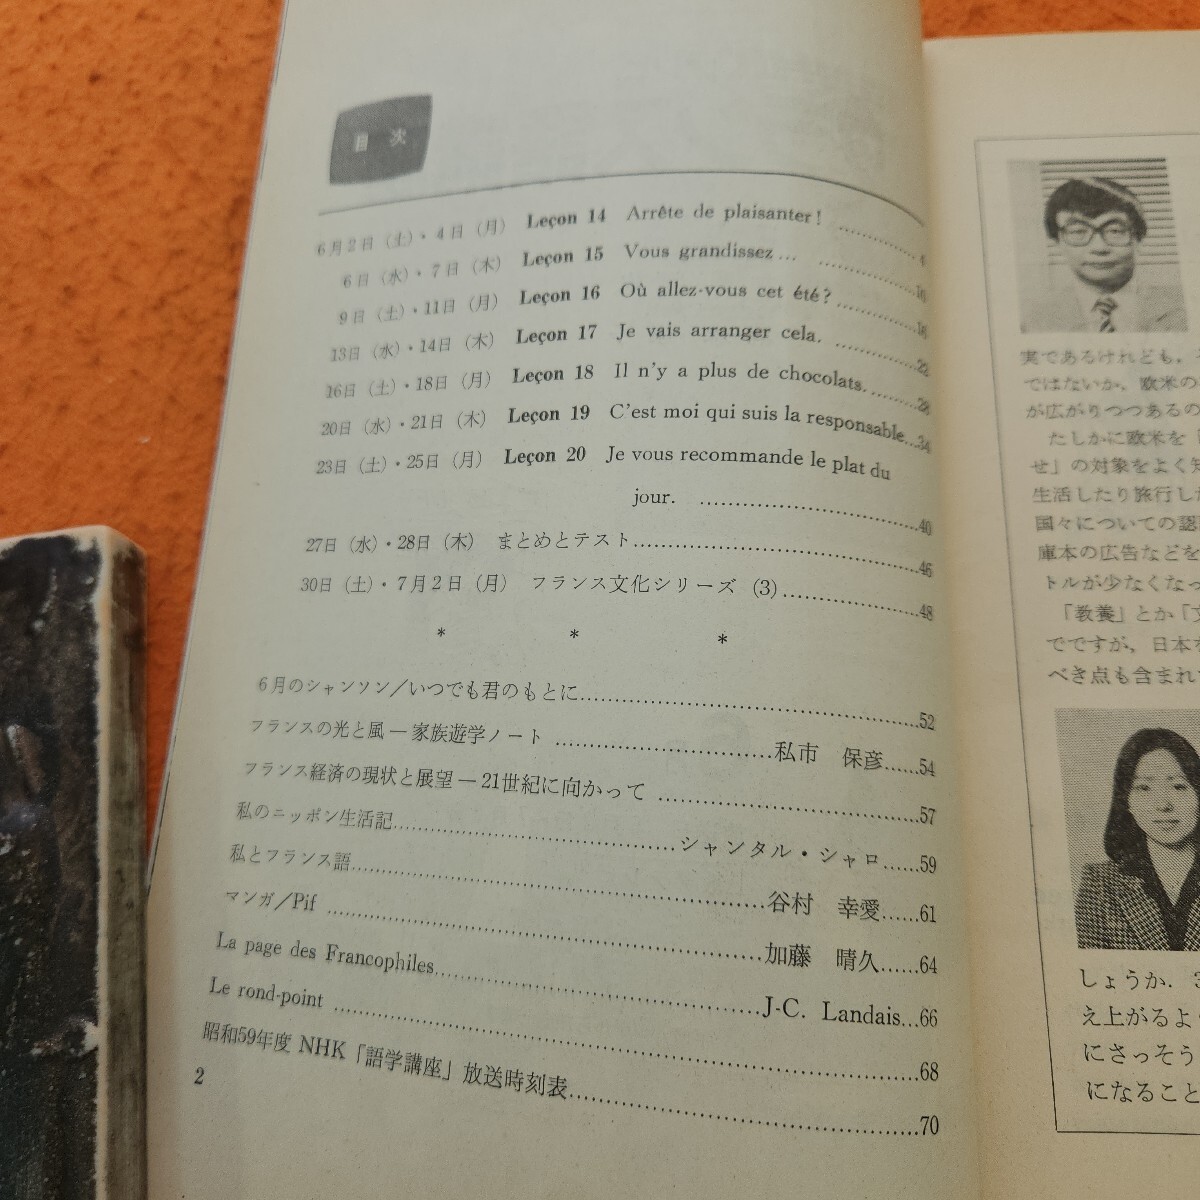 目次
6月2日(土)・4日(月) Leçon 14 Arrête de plaisanter!
6日(水)・7日(木) Leçon 15 Vous grandissez…
9日(土)・11日(月) Leçon 16 Où allez-vous cet été?
13日(水)・14日(木) Leçon 17 Je vais arranger cela. 22
16日(土)・18日(月) Leçon 18 Il n'y a plus de chocolats. 28
20日(水)・21日(木) Leçon 19 C'est moi qui suis la responsable…34
23日(土)・25日(月) Leçon 20 Je vous recommande le plat du
jour. 40
27日(水)・28日(木) まとめとテスト 46
30日(土)・7月2日(月) フランス文化シリーズ (3) 48
* * *
6月のシャンソン/いつでも君のもとに 52
フランスの光と風—家族遊学ノート 私市 保彦 54
フランス経済の現状と展望—21世紀に向かって 57
私のニッポン生活記 シャンタル・シャロ 59
私とフランス語 谷村 幸愛 61
マンガ/Pif 加藤 晴久 64
La page des Francophiles J-C. Landais 66
Le rond-point 68
昭和59年度 NHK「語学講座」放送時刻表 70
2
実であるけれども,
ではないか. 欧米の
が広がりつつあるの
たしかに欧米を「
せ」の対象をよく知
生活したり旅行した
国々についての認
庫本の広告などを
トルが少なくなっ
「教養」とか「文
でですが, 日本を
べき点も含まれ
しょうか. 3
え上がるよう
にさっそう
になること